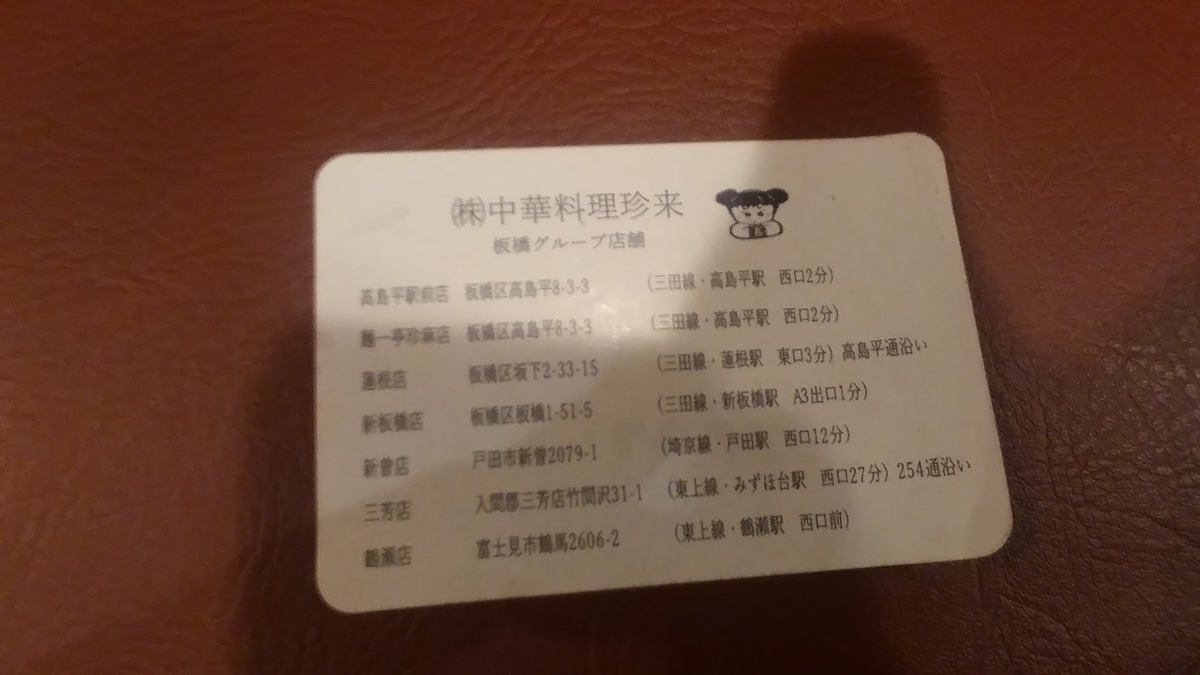 ㈱中華料理珍来
板橋グループ店舗
高島平駅前店 板橋区高島平8-3-3 (三田線・高島平駅 西口2分)
麺一亭珍麻店 板橋区高島平8-3-3 (三田線・高島平駅 西口2分)
蓮根店 板橋区坂下2-33-15 (三田線・蓮根駅 東口3分) 高島平通沿い
新板橋店 板橋区板橋1-51-5 (三田線・新板橋駅 A3出口1分)
新曽店 戸田市新曽2079-1 (埼京線・戸田駅 西口12分)
三芳店 入間郡三芳店竹間沢31-1 (東上線・みずほ台駅 西口27分) 254通沿い
鶴瀬店 富士見市鶴馬2606-2 (東上線・鶴瀬駅 西口前)